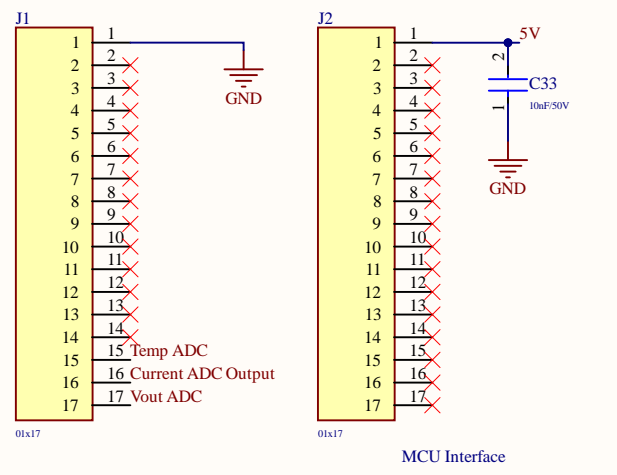 J1
1 1
2 2
3 3
4 4
5 5
6 6
7 7
8 8
9 9
10 10
11 11
12 12
13 13
14 14
15 15 Temp ADC
16 16 Current ADC Output
17 17 Vout ADC
01x17
GND
J2
1 1
2 2
3 3
4 4
5 5
6 6
7 7
8 8
9 9
10 10
11 11
12 12
13 13
14 14
15 15
16 16
17 17
01x17
5V
2
C33
10nF/50V
1
GND
MCU Interface